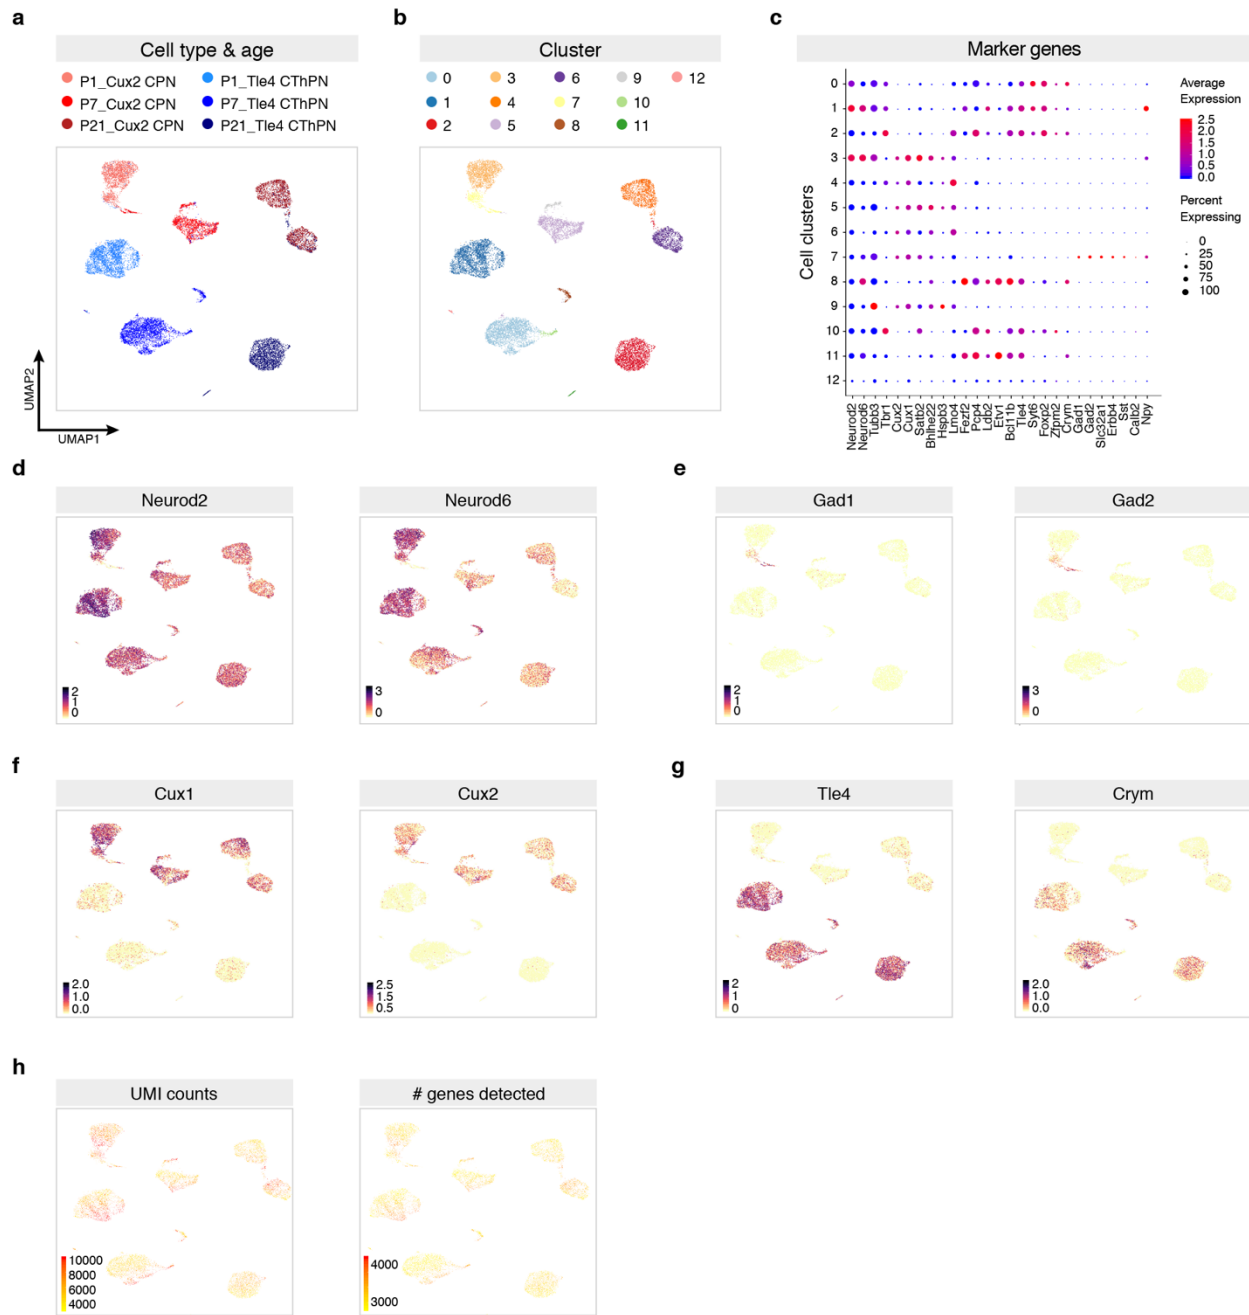 a
Cell type & age
P1_Cux2 CPN
P1_Tle4 CThPN
P7_Cux2 CPN
P7_Tle4 CThPN
P21_Cux2 CPN
P21_Tle4 CThPN
UMAP2
UMAP1
b
Cluster
0 3 6 9 12
1 4 7 10
2 5 8 11
c
Marker genes
0
1
2
3
4
5
6
7
8
9
10
11
12
Cell clusters
Neurod2
Neurod6
Tubb3
Tbr1
Cux2
Cux1
Satb2
Bhlhe22
Hspb3
Lmo4
Fezf2
Pcp4
Ldb2
Etv1
Bcl11b
Tle4
Syt6
Foxp2
Zfpm2
Crym
Gad1
Gad2
Slc32a1
Erbb4
Sst
Calb2
Npy
Average
Expression
2.5
2.0
1.5
1.0
0.5
0.0
Percent
Expressing
0
25
50
75
100
d
Neurod2
2
1
0
Neurod6
3
2
1
0
e
Gad1
2
1
0
Gad2
3
2
1
0
f
Cux1
2.0
1.0
0.0
Cux2
2.5
1.5
0.5
g
Tle4
2
1
0
Crym
2.0
1.0
0.0
h
UMI counts
10000
8000
6000
4000
# genes detected
4000
3000